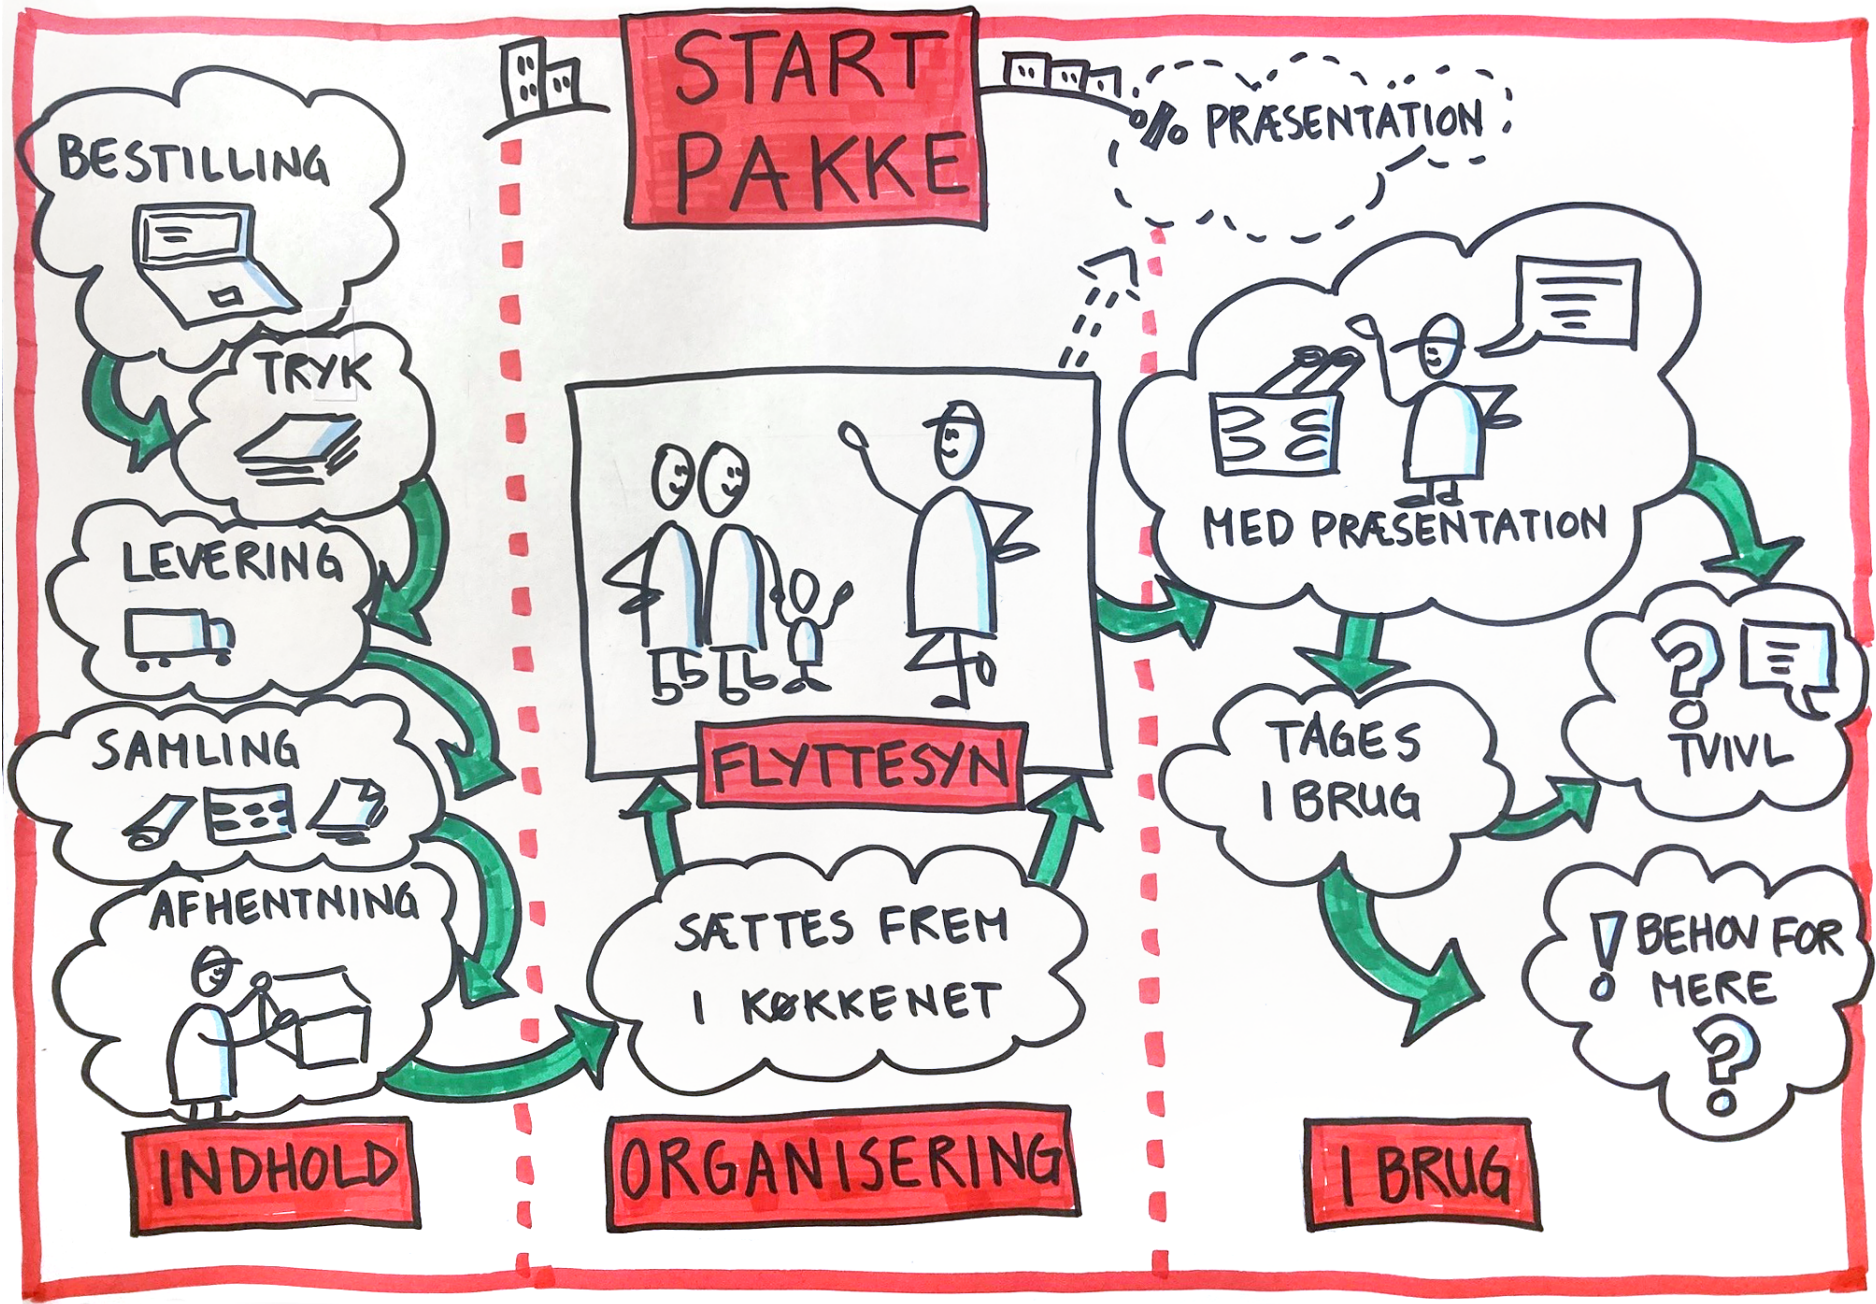 START
PAKKE
BESTILLING
TRYK
LEVERING
SAMLING
AFHENTNING
INDHOLD
FLYTTESYN
SÆTTES FREM
I KØKKENET
ORGANISERING
% PRÆSENTATION
MED PRÆSENTATION
TAGES
I BRUG
? TVIVL
! BEHOV FOR
MERE
?
I BRUG